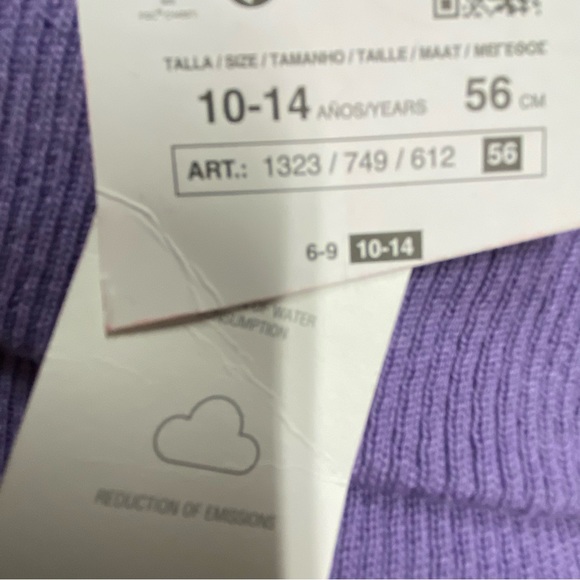 TALLA / SIZE / TAMANHO / TAILLE / MAAT / ΜΕΓΕΘΟΣ
10-14 AÑOS/YEARS 56 CM
ART.: 1323 / 749 / 612 56
6-9 10-14
WATER
SUMPTION
REDUCTION OF EMISSIONS